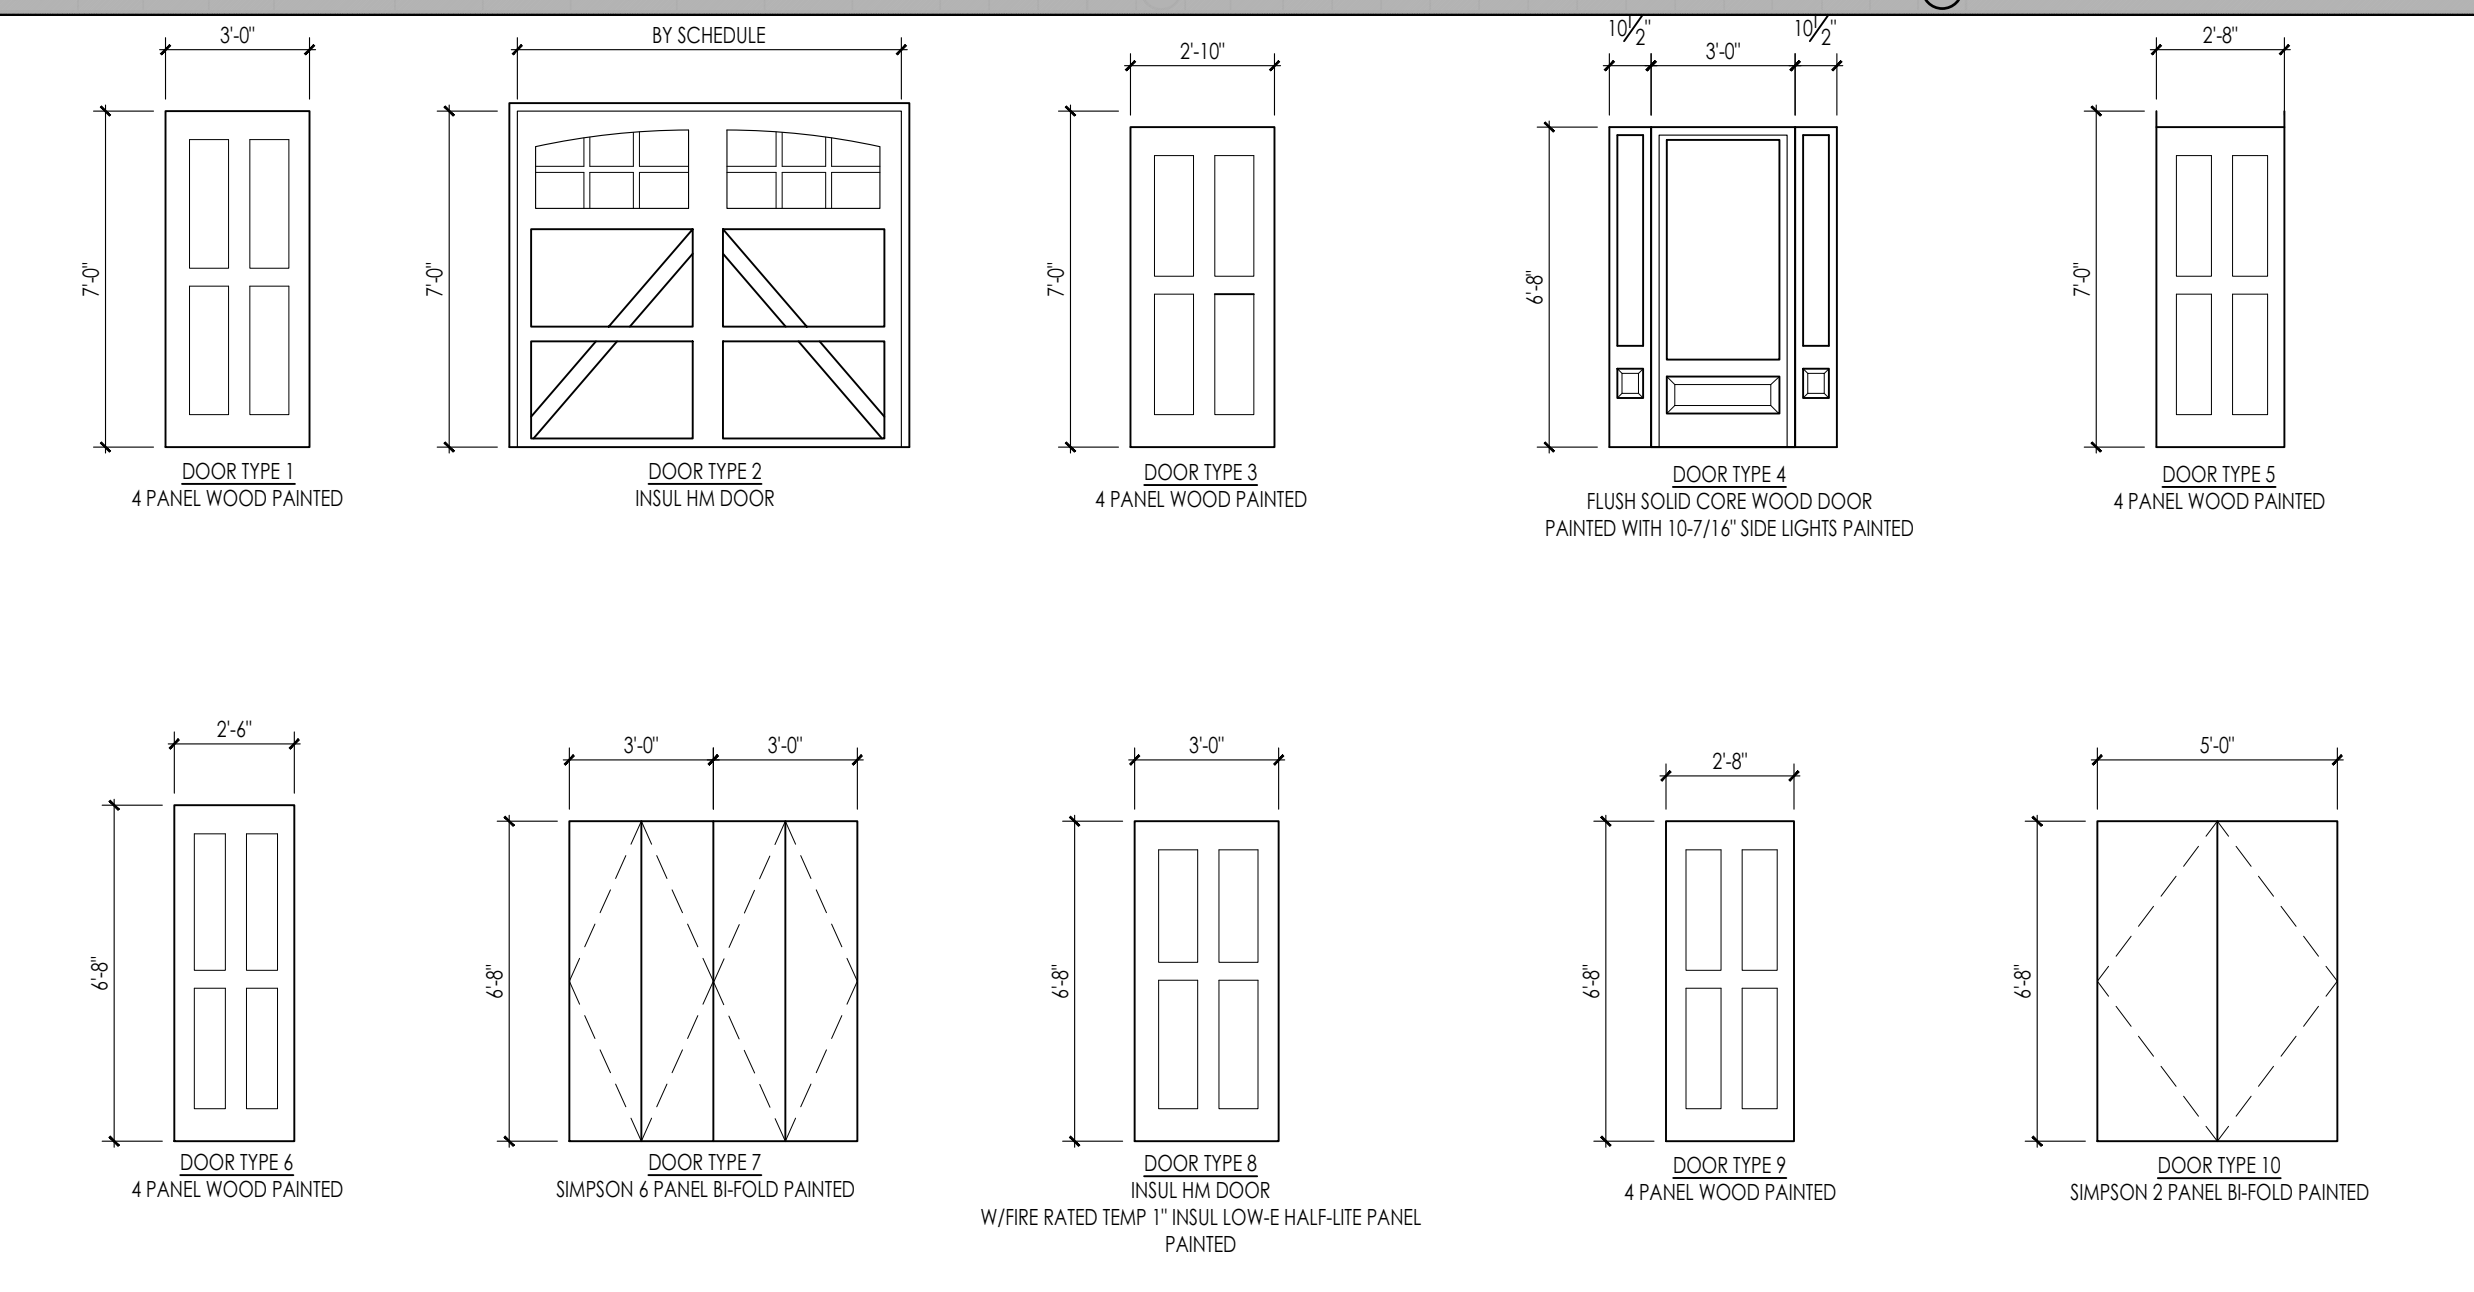 3'-0"
7'-0"
DOOR TYPE 1
4 PANEL WOOD PAINTED
BY SCHEDULE
7'-0"
DOOR TYPE 2
INSUL HM DOOR
2'-10"
7'-0"
DOOR TYPE 3
4 PANEL WOOD PAINTED
10 1/2"
3'-0"
10 1/2"
6'-8"
DOOR TYPE 4
FLUSH SOLID CORE WOOD DOOR
PAINTED WITH 10-7/16" SIDE LIGHTS PAINTED
2'-8"
7'-0"
DOOR TYPE 5
4 PANEL WOOD PAINTED
2'-6"
6'-8"
DOOR TYPE 6
4 PANEL WOOD PAINTED
3'-0"
3'-0"
6'-8"
DOOR TYPE 7
SIMPSON 6 PANEL BI-FOLD PAINTED
3'-0"
6'-8"
DOOR TYPE 8
INSUL HM DOOR
W/FIRE RATED TEMP 1" INSUL LOW-E HALF-LITE PANEL
PAINTED
2'-8"
6'-8"
DOOR TYPE 9
4 PANEL WOOD PAINTED
5'-0"
6'-8"
DOOR TYPE 10
SIMPSON 2 PANEL BI-FOLD PAINTED